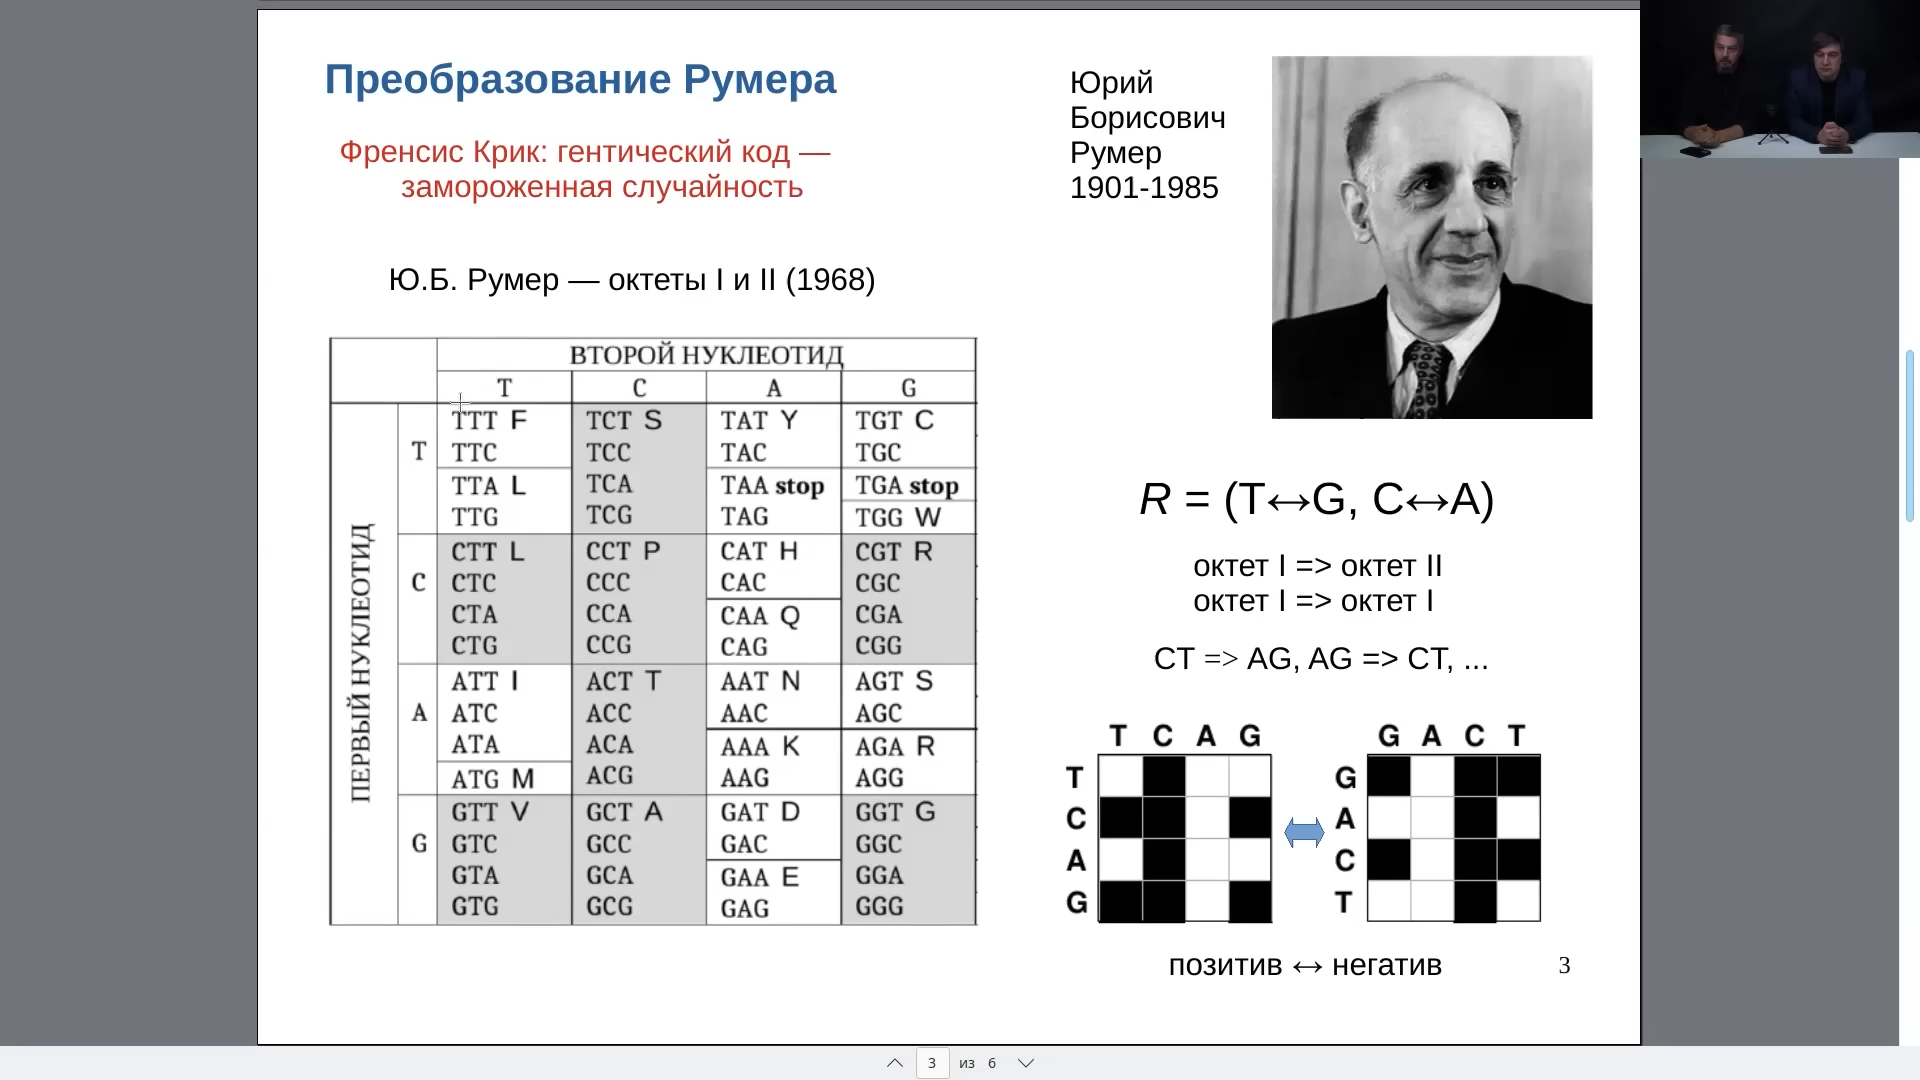 Преобразование Румера
Френсис Крик: гентический код —
замороженная случайность
Ю.Б. Румер — октеты I и II (1968)
Юрий
Борисович
Румер
1901-1985
ВТОРОЙ НУКЛЕОТИД
T C A G
ПЕРВЫЙ НУКЛЕОТИД
T
TTT F TCT S TAT Y TGT C
TTC TCC TAC TGC
TTA L TCA TAA stop TGA stop
TTG TCG TAG TGG W
C
CTT L CCT P CAT H CGT R
CTC CCC CAC CGC
CTA CCA CAA Q CGA
CTG CCG CAG CGG
A
ATT I ACT T AAT N AGT S
ATC ACC AAC AGC
ATA ACA AAA K AGA R
ATG M ACG AAG AGG
G
GTT V GCT A GAT D GGT G
GTC GCC GAC GGC
GTA GCA GAA E GGA
GTG GCG GAG GGG
R = (T↔G, C↔A)
октет I => октет II
октет I => октет I
CT => AG, AG => CT, ...
T C A G
T
C
A
G
G A C T
G
A
C
T
позитив ↔ негатив
3
3 из 6